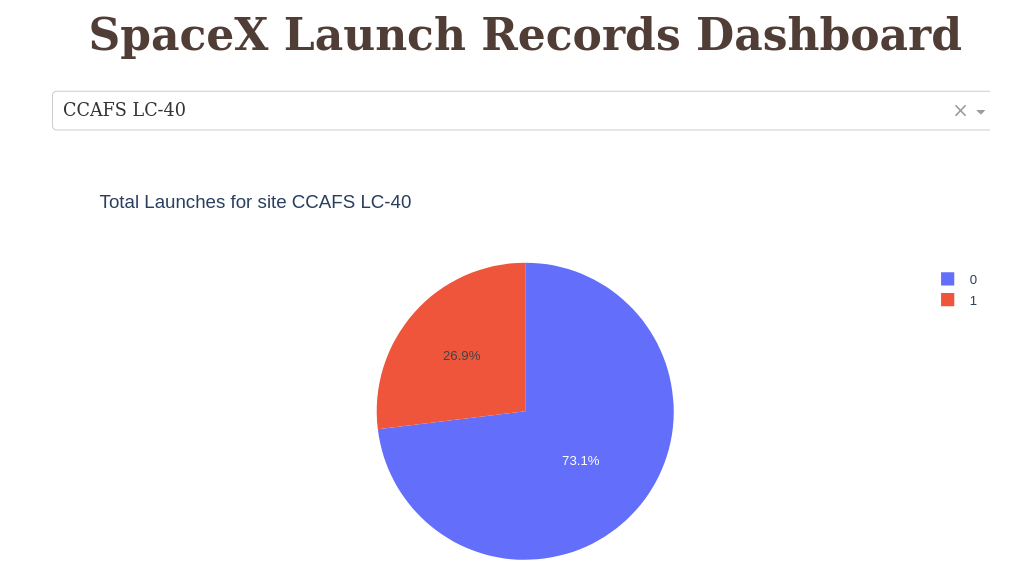 SpaceX Launch Records Dashboard
CCAFS LC-40
Total Launches for site CCAFS LC-40
0
1
26.9%
73.1%